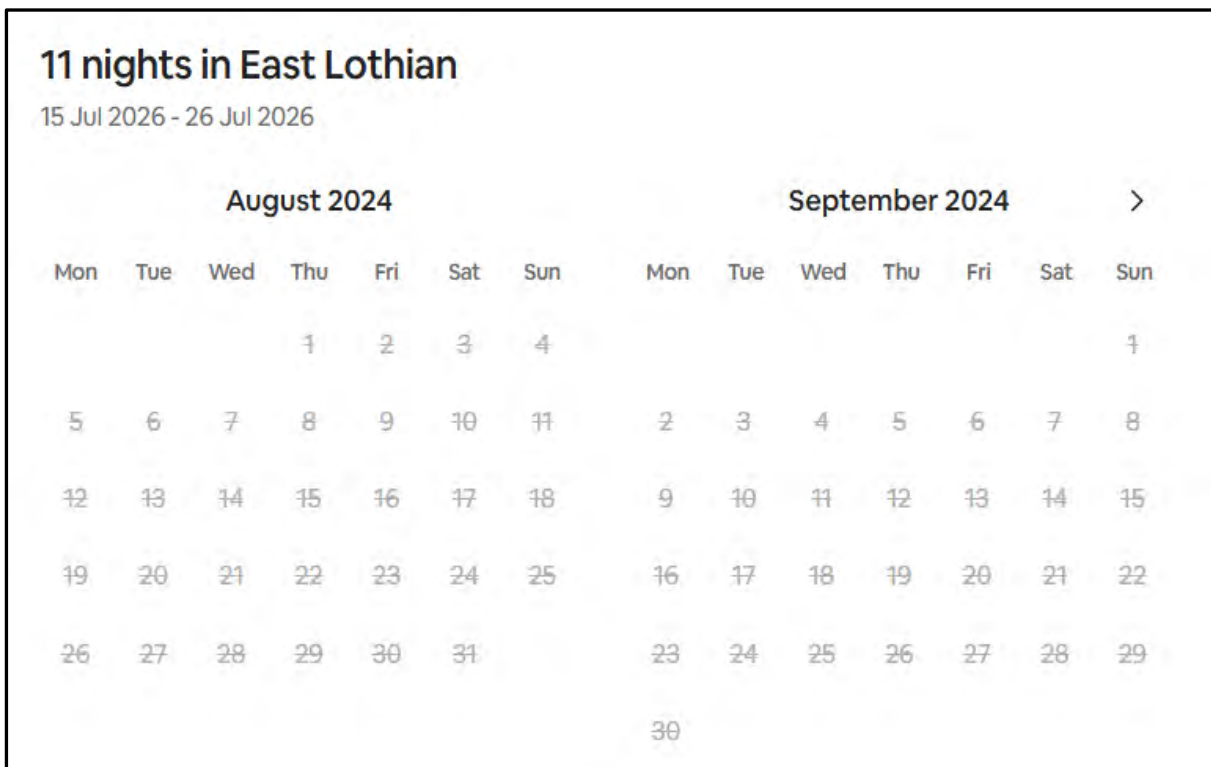 11 nights in East Lothian
15 Jul 2026 - 26 Jul 2026
August 2024 September 2024 >
Mon Tue Wed Thu Fri Sat Sun Mon Tue Wed Thu Fri Sat Sun
1 2 3 4 1
5 6 7 8 9 10 11 2 3 4 5 6 7 8
12 13 14 15 16 17 18 9 10 11 12 13 14 15
19 20 21 22 23 24 25 16 17 18 19 20 21 22
26 27 28 29 30 31 23 24 25 26 27 28 29
30